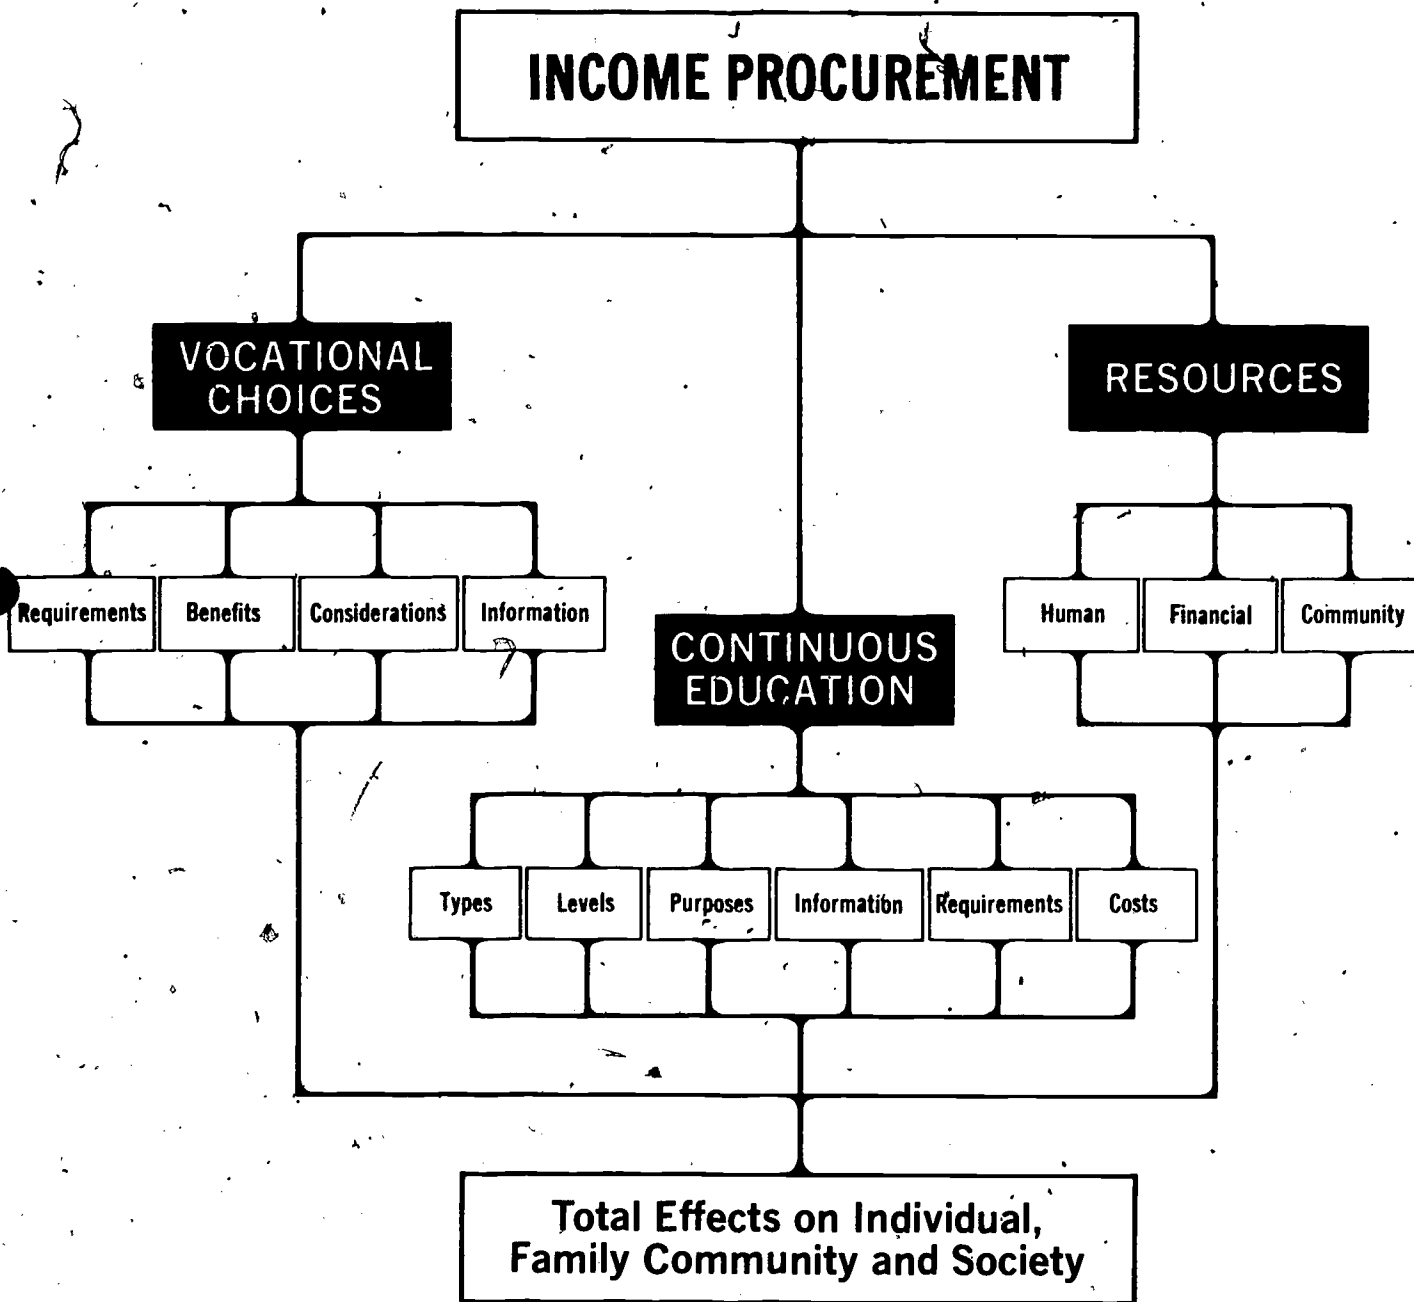 INCOME PROCUREMENT
VOCATIONAL
CHOICES
RESOURCES
Requirements
Benefits
Considerations
Information
Human
Financial
Community
CONTINUOUS
EDUCATION
Types
Levels
Purposes
Information
Requirements
Costs
Total Effects on Individual,
Family Community and Society